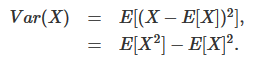 Var(X) = E[(X − E[X])²],
= E[X²] − E[X]².